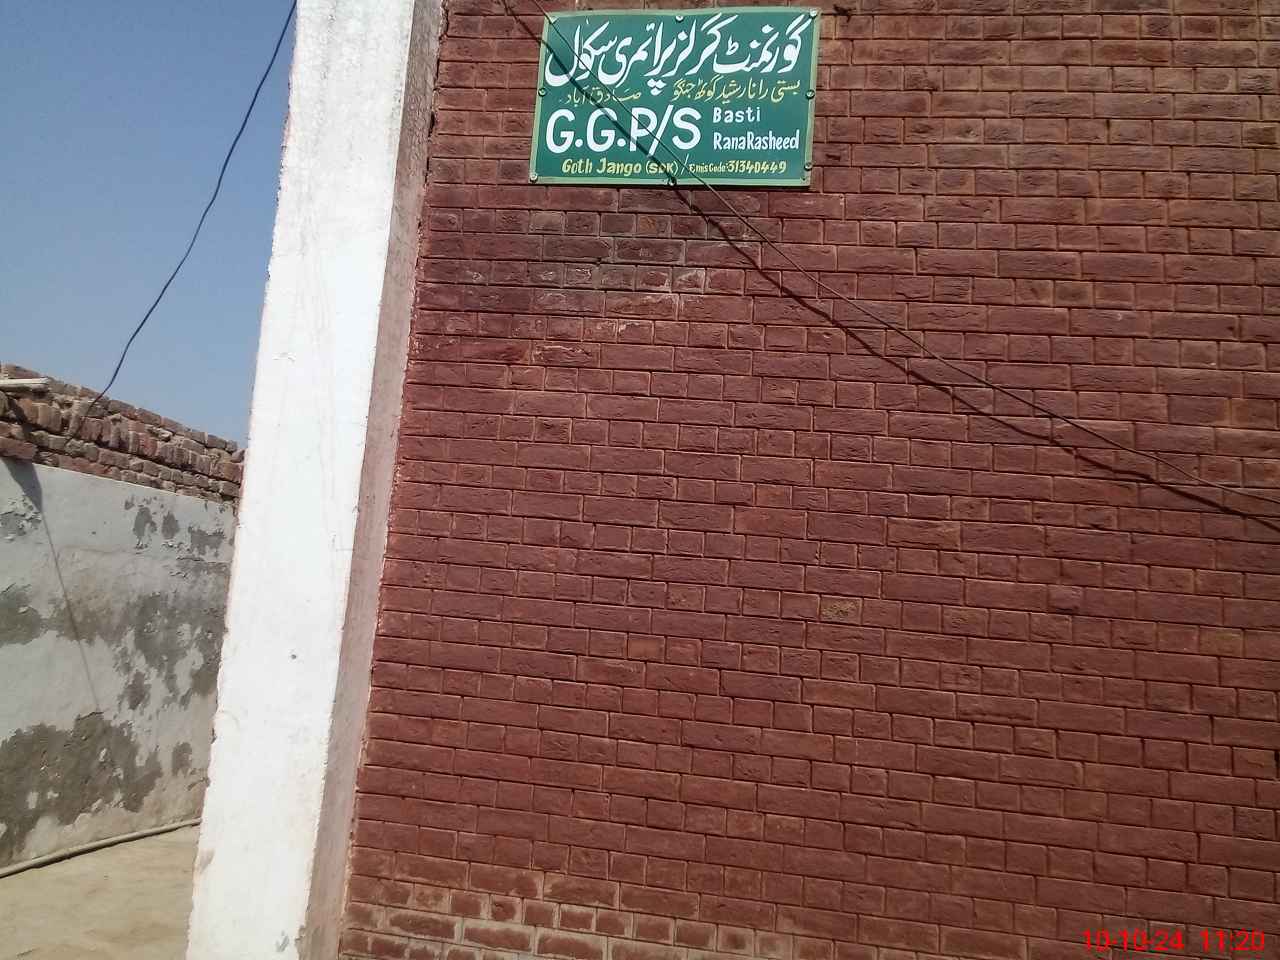 گورنمنٹ گرلز پرائمری سکول
بستی رانا رشید گوٹھ جنگو صادق آباد
G.G.P/S Basti
RanaRasheed
Goth Jango (SDK) / Emis Code:31340449
10-10-24 11:20